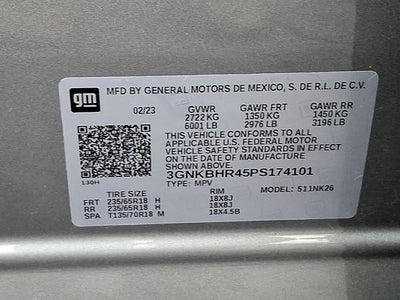 gm
MFD BY GENERAL MOTORS DE MEXICO, S. DE R.L. DE C.V.
02/23 GVWR GAWR FRT GAWR RR
2722 KG 1350 KG 1450 KG
6001 LB 2976 LB 3196 LB
THIS VEHICLE CONFORMS TO ALL
APPLICABLE U.S. FEDERAL MOTOR
VEHICLE SAFETY STANDARDS IN
EFFECT ON THE DATE OF MANUFACTURE
SHOWN ABOVE.
3GNKBHR45PS174101
130H TYPE: MPV MODEL: 511NK26
TIRE SIZE RIM
FRT 235/65R18 H 18X8J
RR 235/65R18 H 18X8J
SPA T135/70R18 M 18X4.5B